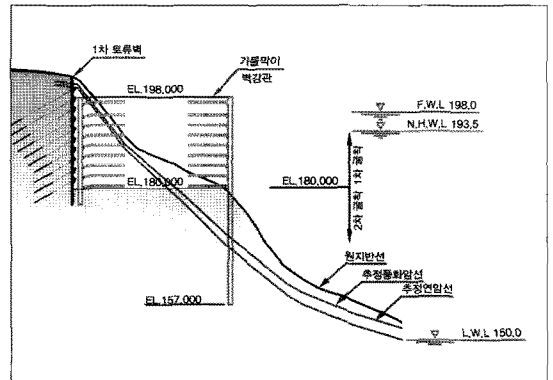 1차 토류벽
가물막이
벽강관
EL.198.000
F.W.L 198.0
N.H.W.L 193.5
EL.180.000
EL.180.000
2차 굴착 1차 굴착
원지반선
추정풍화암선
추정연암선
EL.157.000
L.W.L 150.0